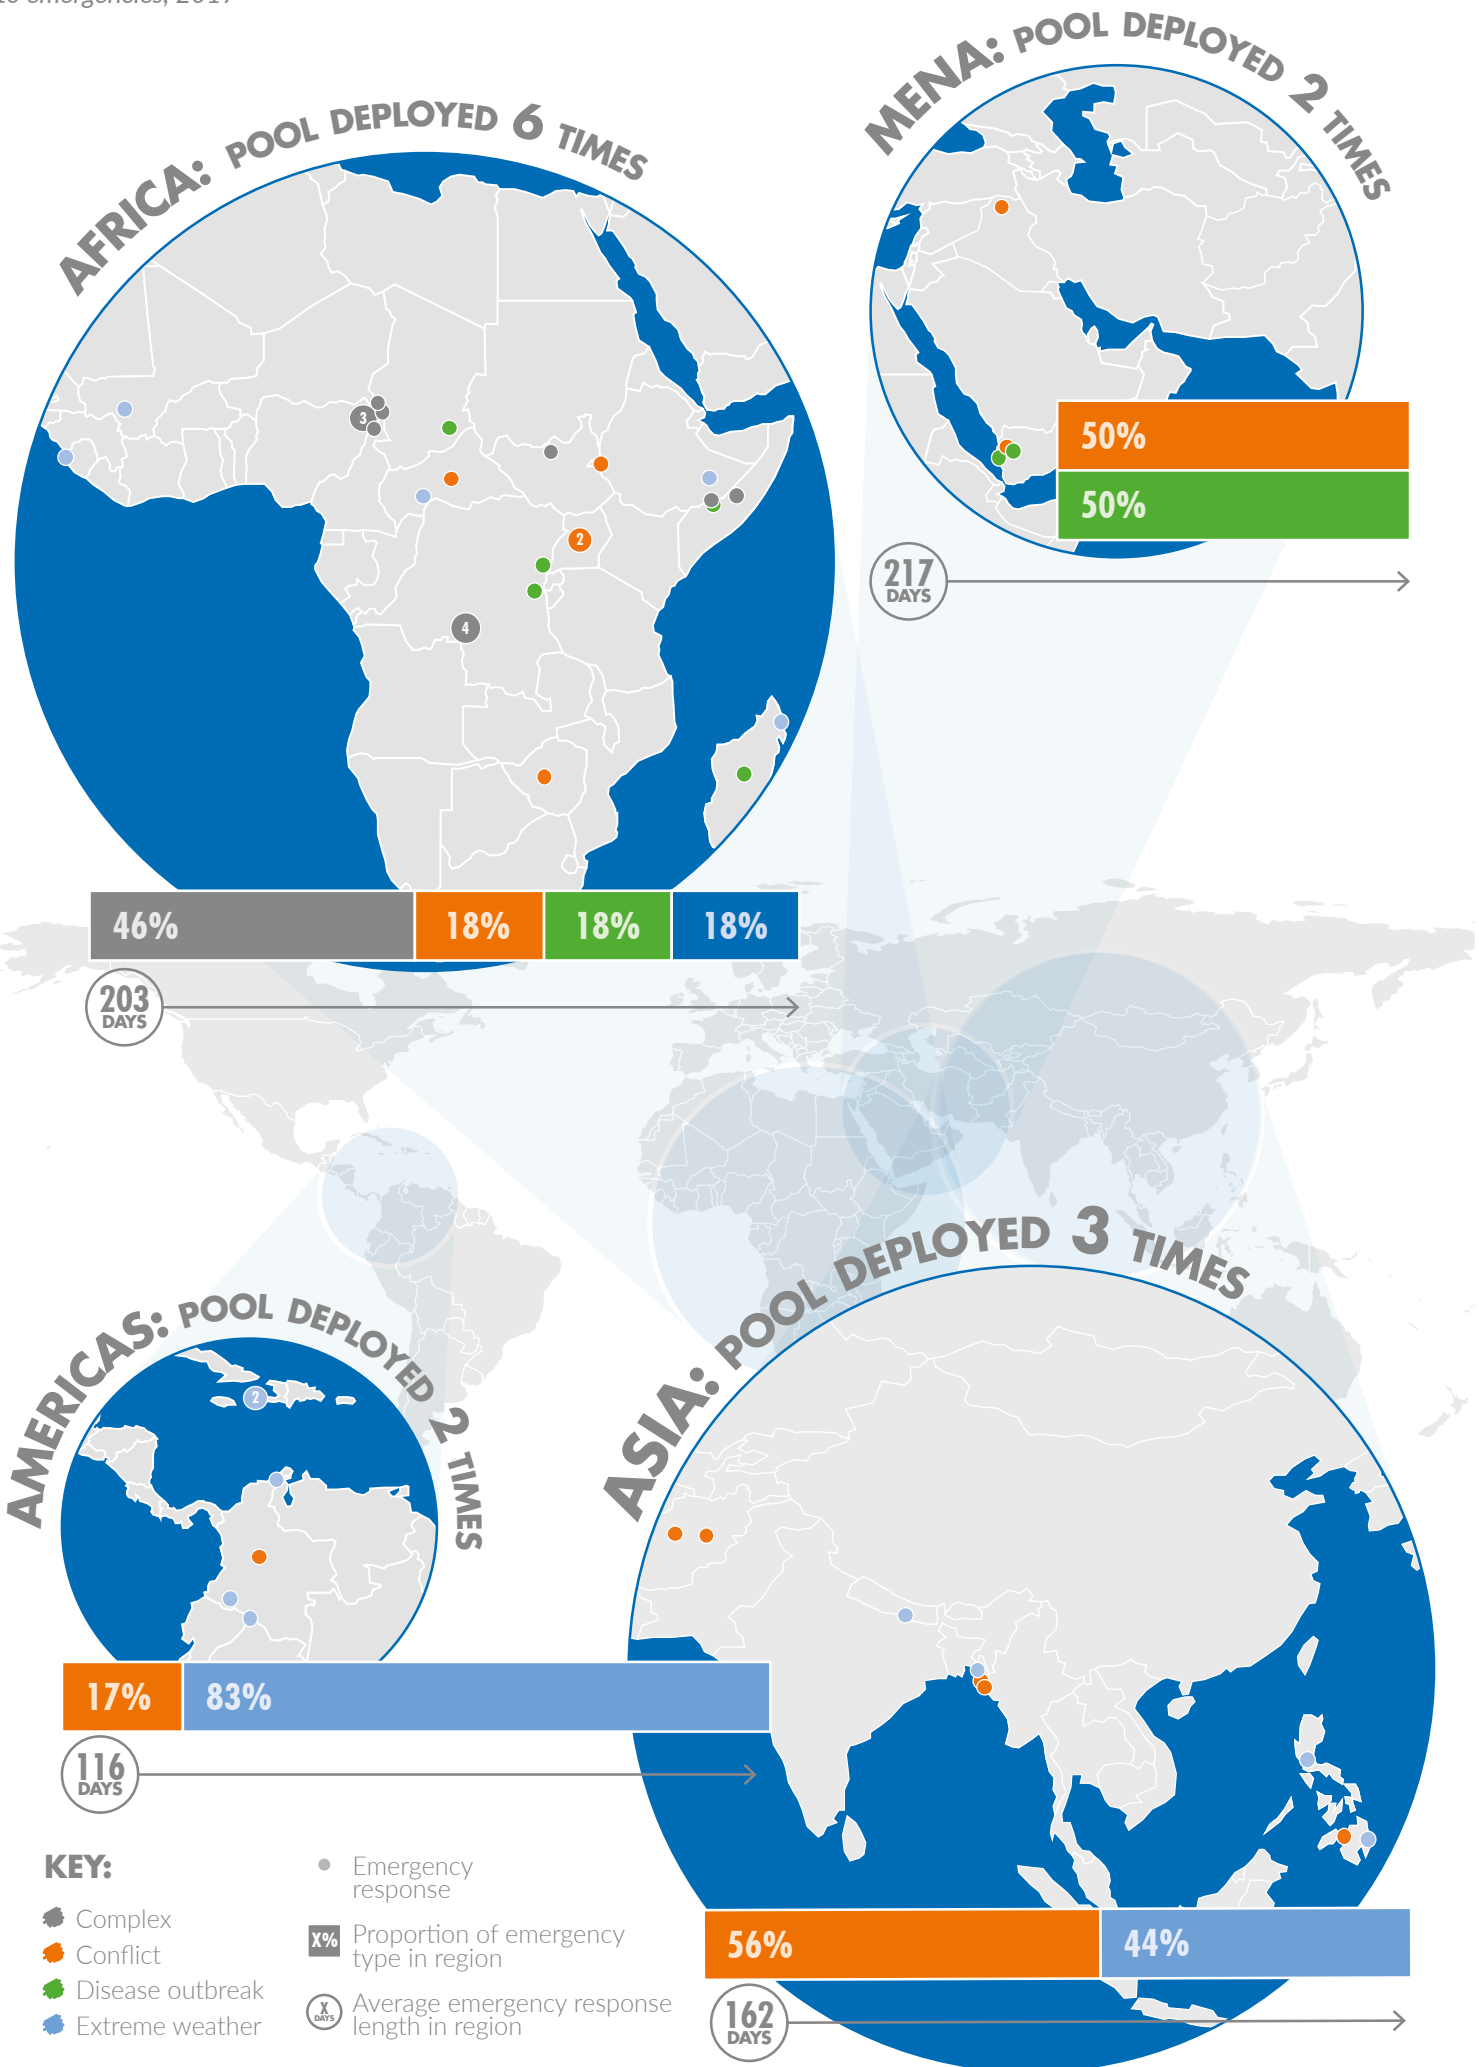 to emergencies, 2017
MENA: POOL DEPLOYED 2 TIMES
AFRICA: POOL DEPLOYED 6 TIMES
3
2
4
50%
50%
217
DAYS
46%
18%
18%
18%
203
DAYS
AMERICAS: POOL DEPLOYED 2 TIMES
2
ASIA: POOL DEPLOYED 3 TIMES
17%
83%
116
DAYS
56%
44%
162
DAYS
KEY:
Complex
Conflict
Disease outbreak
Extreme weather
Emergency
response
X%
Proportion of emergency
type in region
X
DAYS
Average emergency response
length in region